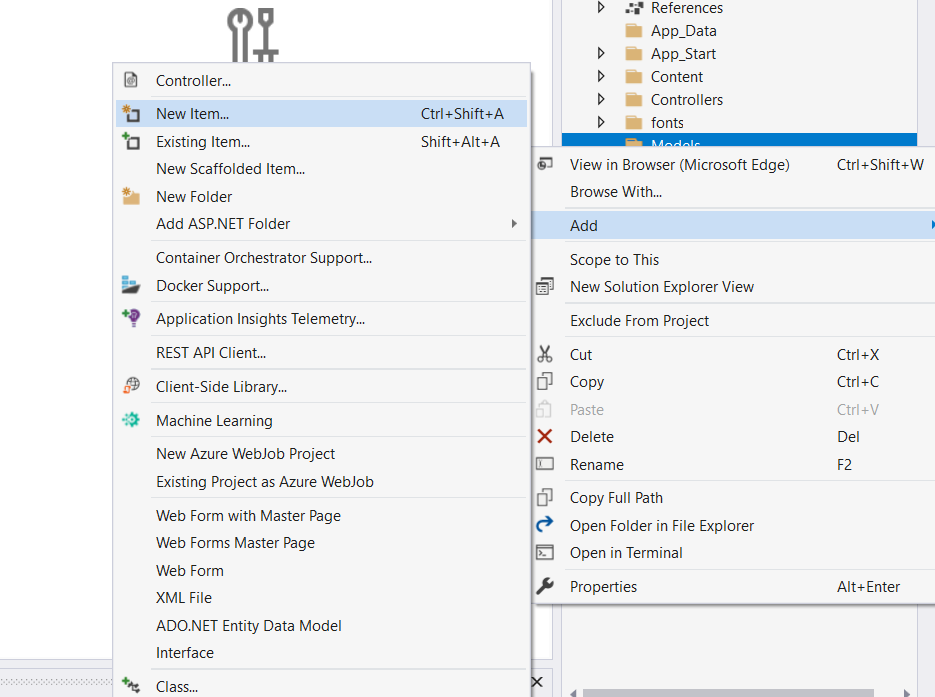 References
App_Data
App_Start
Content
Controllers
fonts
Models
Controller...
New Item... Ctrl+Shift+A
Existing Item... Shift+Alt+A
New Scaffolded Item...
New Folder
Add ASP.NET Folder
Container Orchestrator Support...
Docker Support...
Application Insights Telemetry...
REST API Client...
Client-Side Library...
Machine Learning
New Azure WebJob Project
Existing Project as Azure WebJob
Web Form with Master Page
Web Forms Master Page
Web Form
XML File
ADO.NET Entity Data Model
Interface
Class...
View in Browser (Microsoft Edge) Ctrl+Shift+W
Browse With...
Add
Scope to This
New Solution Explorer View
Exclude From Project
Cut Ctrl+X
Copy Ctrl+C
Paste Ctrl+V
Delete Del
Rename F2
Copy Full Path
Open Folder in File Explorer
Open in Terminal
Properties Alt+Enter